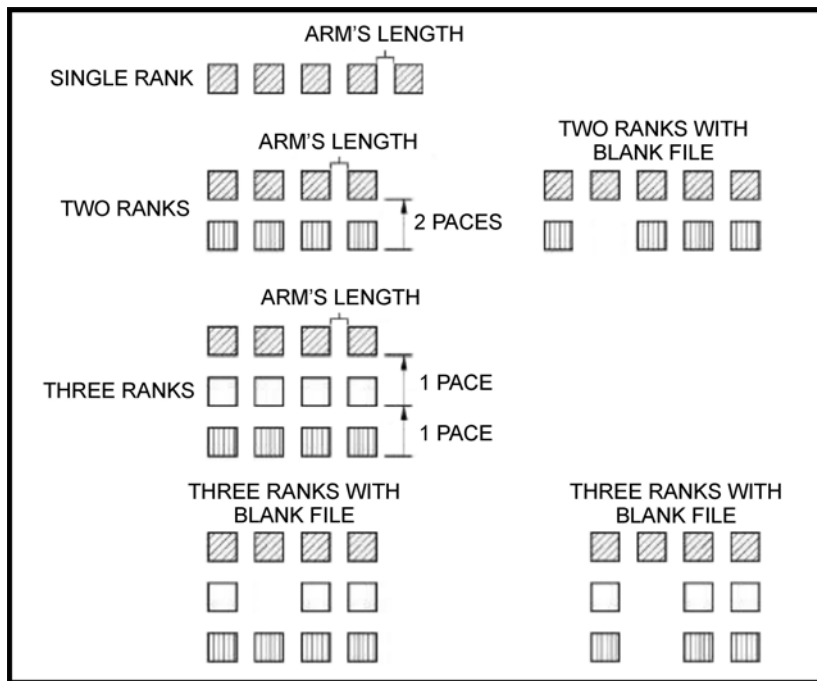 ARM'S LENGTH
SINGLE RANK
ARM'S LENGTH
TWO RANKS WITH
BLANK FILE
TWO RANKS
2 PACES
ARM'S LENGTH
1 PACE
THREE RANKS
1 PACE
THREE RANKS WITH
BLANK FILE
THREE RANKS WITH
BLANK FILE